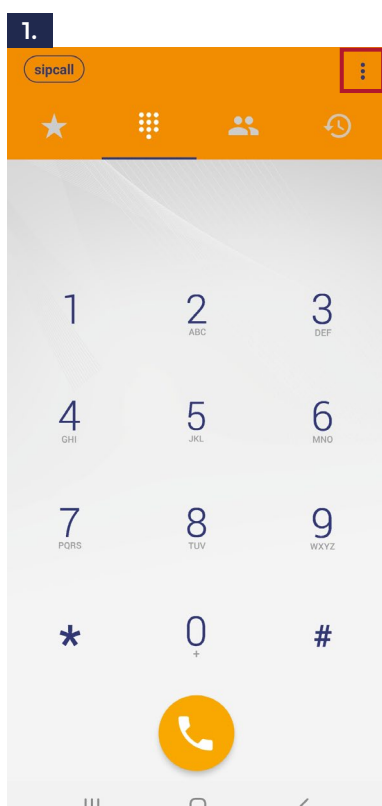 1.
sipcall
1 2 3
ABC DEF
4 5 6
GHI JKL MNO
7 8 9
PQRS TUV WXYZ
* 0 #
+